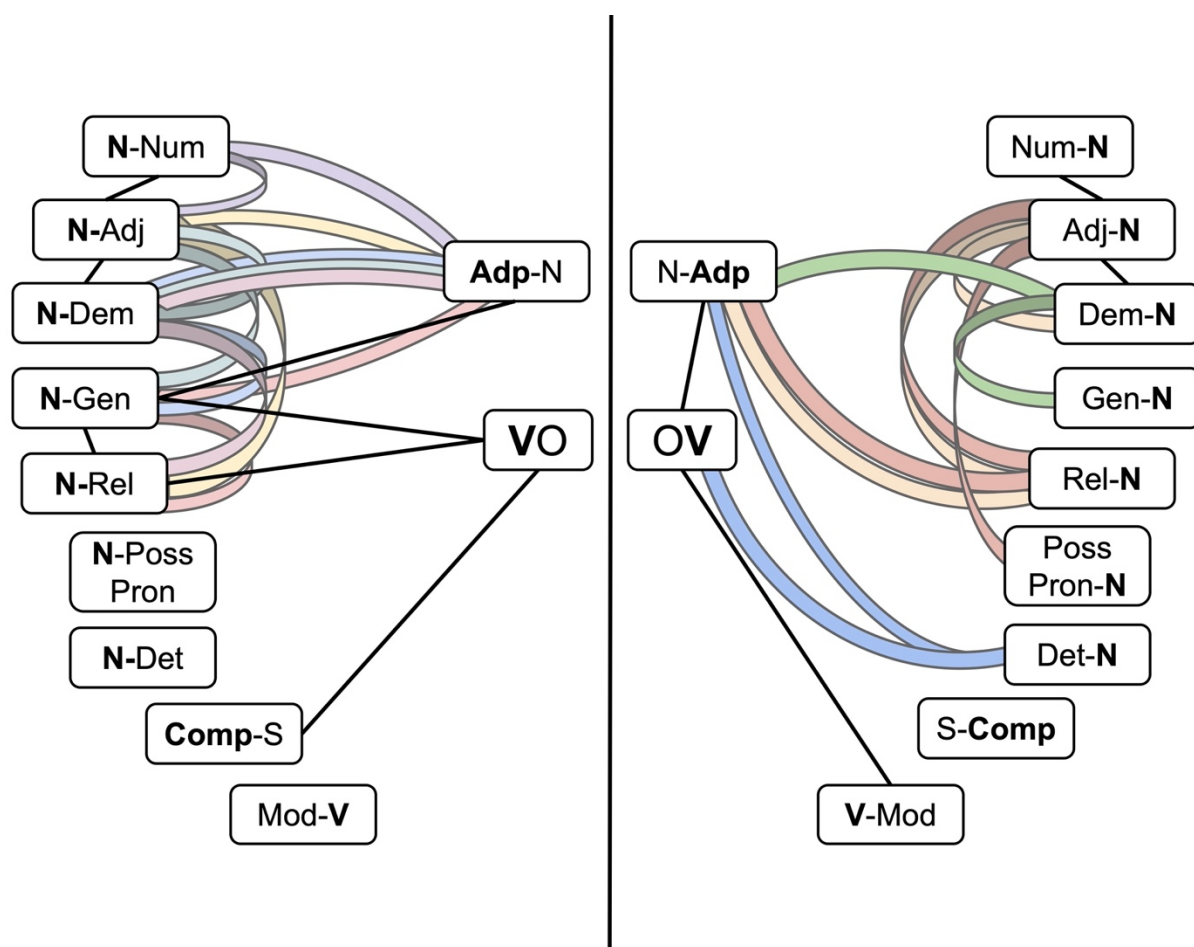 N-Num
N-Adj
N-Dem
N-Gen
N-Rel
N-Poss
Pron
N-Det
Comp-S
Mod-V
Adp-N
VO
N-Adp
OV
Num-N
Adj-N
Dem-N
Gen-N
Rel-N
Poss
Pron-N
Det-N
S-Comp
V-Mod